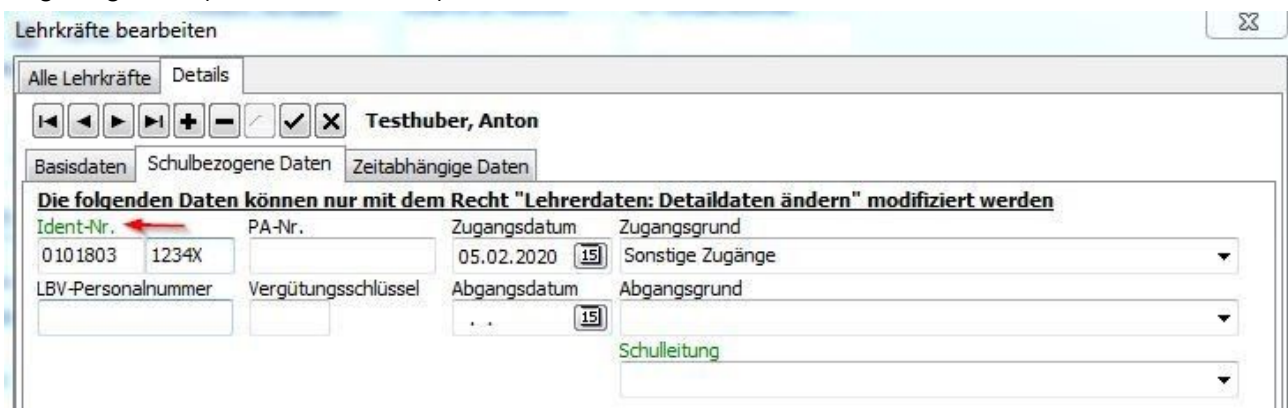 Lehrkräfte bearbeiten
Alle Lehrkräfte Details
Testhuber, Anton
Basisdaten Schulbezogene Daten Zeitabhängige Daten
Die folgenden Daten können nur mit dem Recht "Lehrerdaten: Detaildaten ändern" modifiziert werden
Ident-Nr. PA-Nr. Zugangsdatum Zugangsgrund
0101803 1234X 05.02.2020 15 Sonstige Zugänge
LBV-Personalnummer Vergütungsschlüssel Abgangsdatum Abgangsgrund
. . 15
Schulleitung